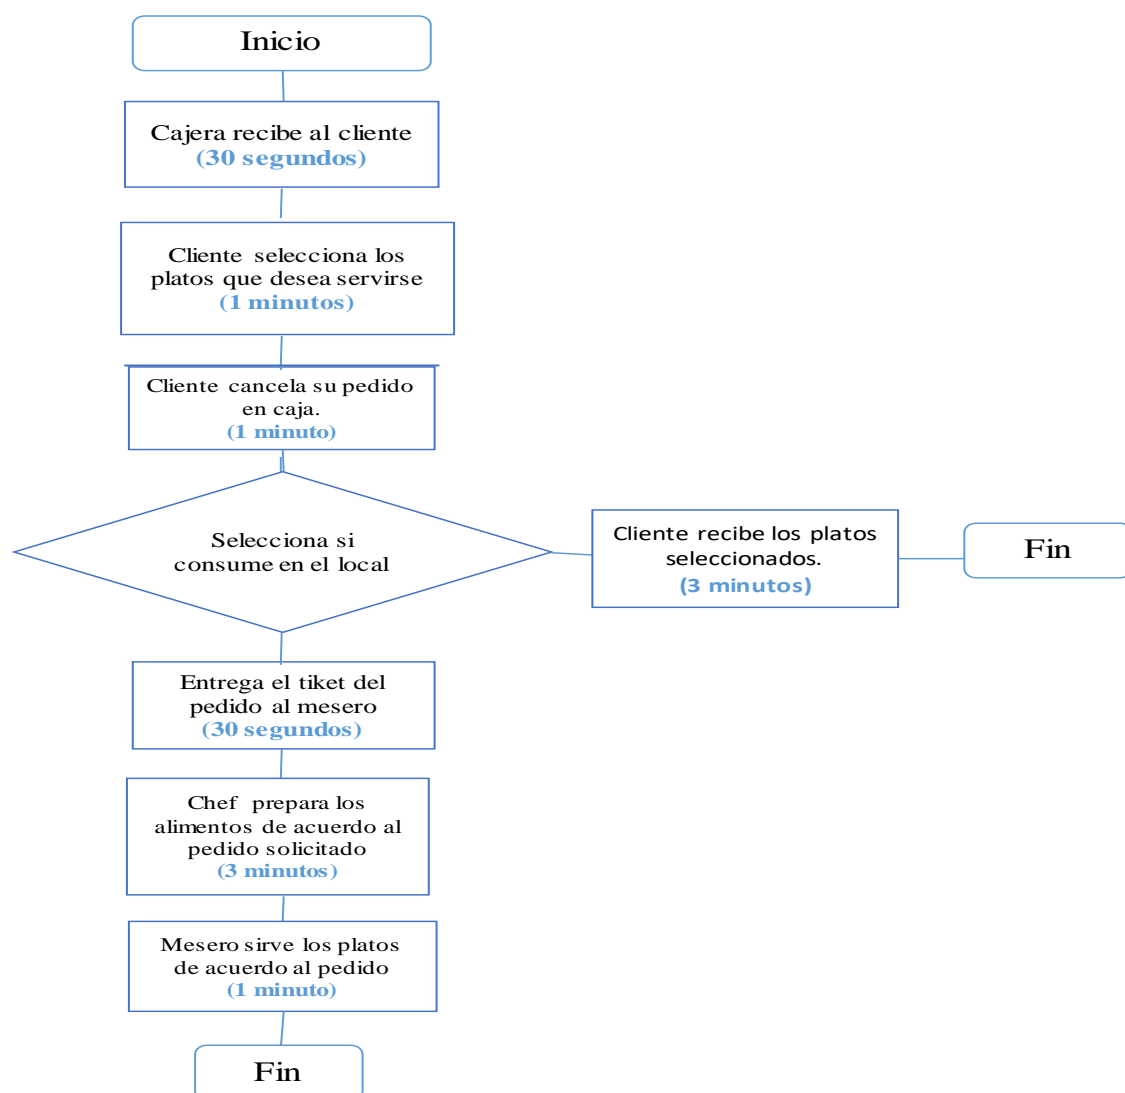 Inicio
Cajera recibe al cliente
(30 segundos)
Cliente selecciona los
platos que desea servirse
(1 minutos)
Cliente cancela su pedido
en caja.
(1 minuto)
Selecciona si
consume en el local
Cliente recibe los platos
seleccionados.
(3 minutos)
Fin
Entrega el tiket del
pedido al mesero
(30 segundos)
Chef prepara los
alimentos de acuerdo al
pedido solicitado
(3 minutos)
Mesero sirve los platos
de acuerdo al pedido
(1 minuto)
Fin